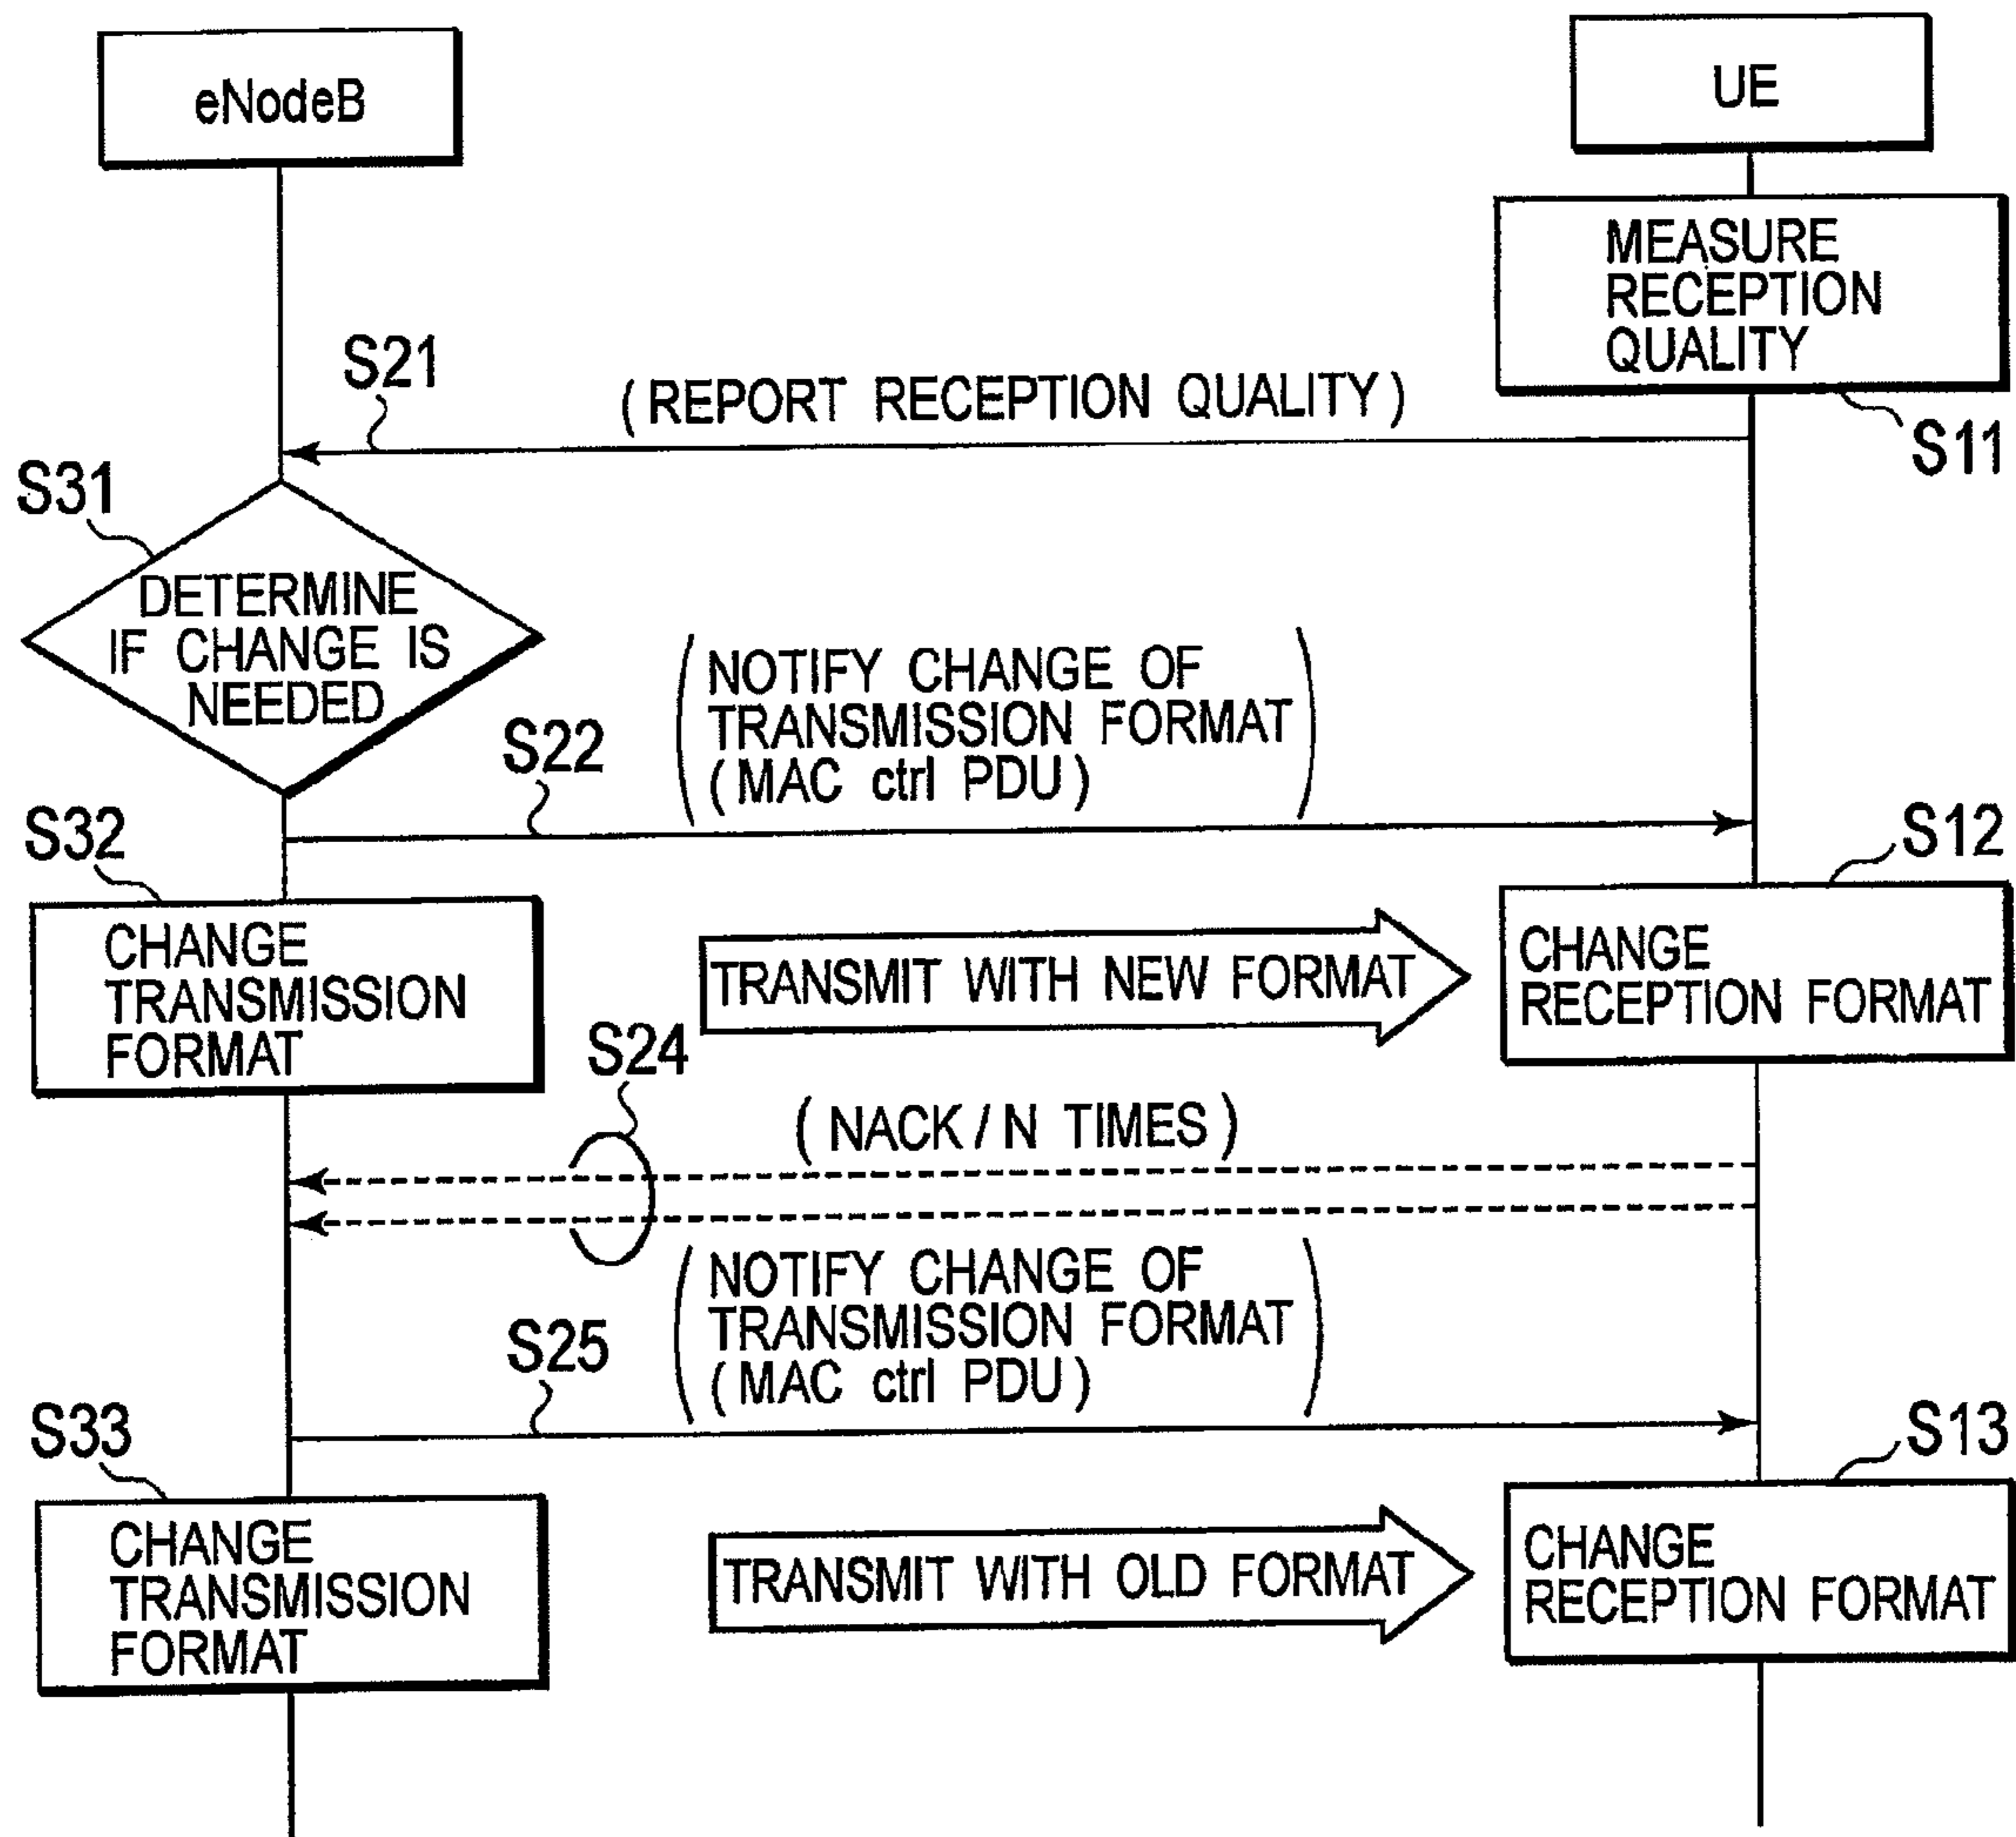 eNodeB
UE
MEASURE
RECEPTION
QUALITY
S11
S21
(REPORT RECEPTION QUALITY)
S31
DETERMINE
IF CHANGE IS
NEEDED
S22
NOTIFY CHANGE OF
TRANSMISSION FORMAT
(MAC ctrl PDU)
S32
S12
CHANGE
TRANSMISSION
FORMAT
TRANSMIT WITH NEW FORMAT
CHANGE
RECEPTION FORMAT
S24
(NACK/N TIMES)
S25
NOTIFY CHANGE OF
TRANSMISSION FORMAT
(MAC ctrl PDU)
S33
S13
CHANGE
TRANSMISSION
FORMAT
TRANSMIT WITH OLD FORMAT
CHANGE
RECEPTION FORMAT